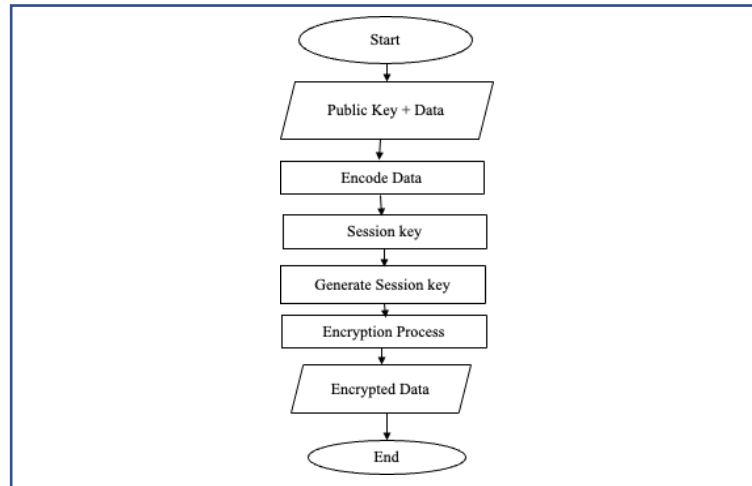 Start
Public Key + Data
Encode Data
Session key
Generate Session key
Encryption Process
Encrypted Data
End